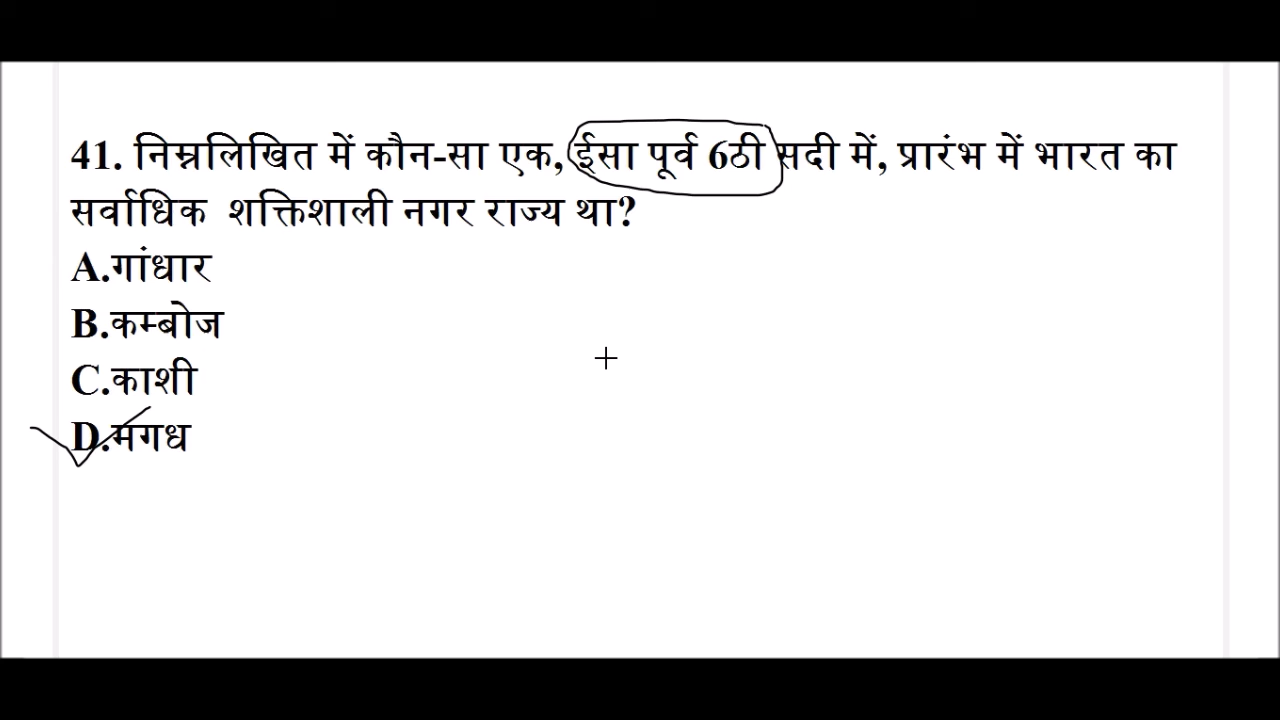 41. निम्नलिखित में कौन-सा एक, ईसा पूर्व 6ठी सदी में, प्रारंभ में भारत का
सर्वाधिक शक्तिशाली नगर राज्य था?
A.गांधार
B.कम्बोज
C.काशी
D.मगध